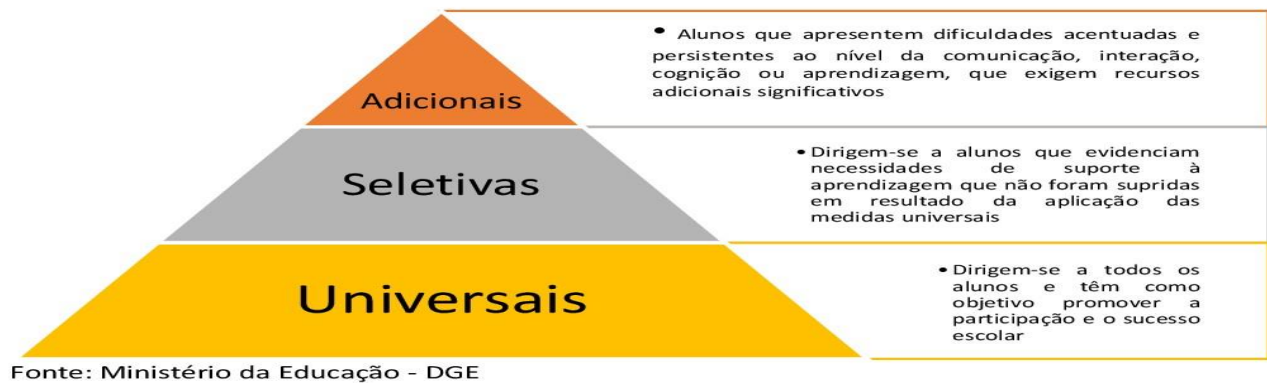 • Alunos que apresentem dificuldades acentuadas e
persistentes ao nível da comunicação, interação,
cognição ou aprendizagem, que exigem recursos
adicionais significativos
Adicionais
• Dirigem-se a alunos que evidenciam
necessidades de suporte à
aprendizagem que não foram supridas
em resultado da aplicação das
medidas universais
Seletivas
• Dirigem-se a todos os
alunos e têm como
objetivo promover a
participação e o sucesso
escolar
Universais
Fonte: Ministério da Educação - DGE